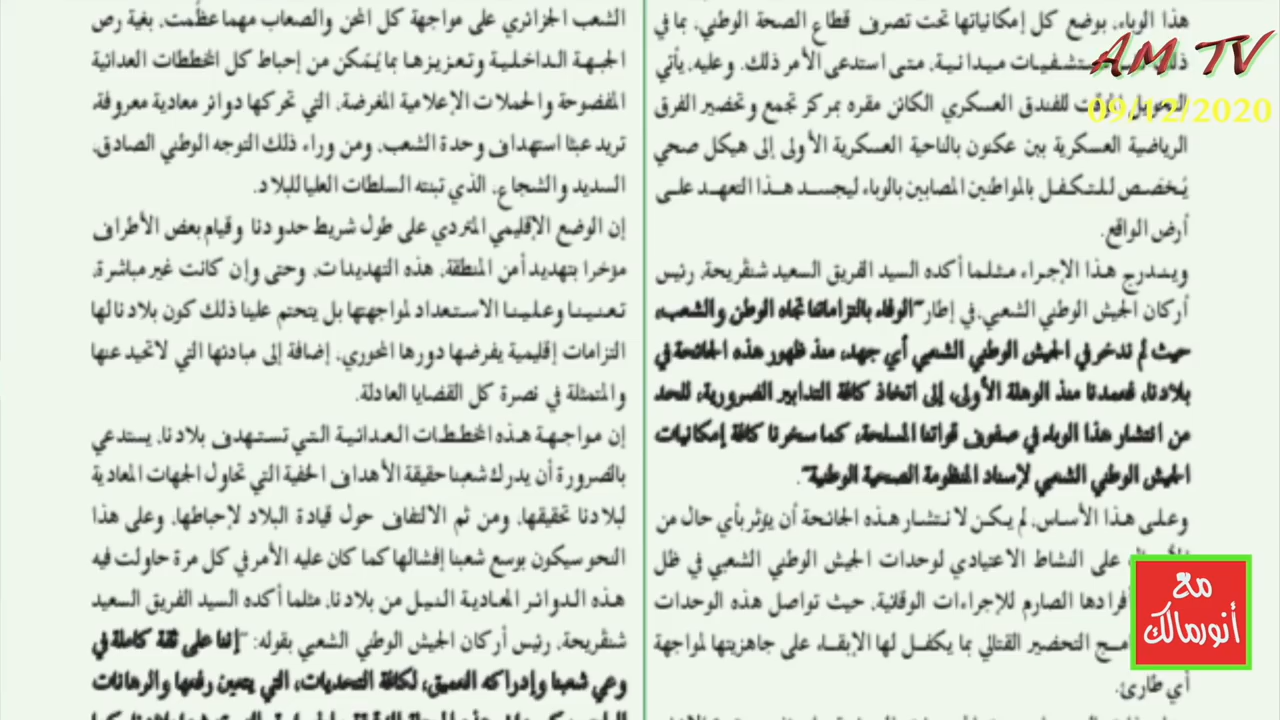 هذا الوباء، بوضع كل إمكانياتها تحت تصرف قطاع الصحة الوطني، بما في
مستشفيات ميدانية، متى استدعى الأمر ذلك. وعليه، يأتي
للفندق العسكري الكائن مقره بمركز تجمع وتحضير الفرق
الرياضية العسكرية ببن عكنون بالناحية العسكرية الأولى إلى هيكل صحي
يُخصَص للتكفل بالمواطنين المصابين بالوباء ليجسد هذا التعهد على
أرض الواقع.
ويندرج هذا الإجراء مثلما أكده السيد الفريق السعيد شنڨريحة، رئيس
أركان الجيش الوطني الشعبي، في إطار "الوفاء بالتزاماتنا تجاه الوطن والشعب،
حيث لم ندخر في الجيش الوطني الشعبي أي جهد، منذ ظهور هذه الجائحة في
بلادنا، فعمدنا منذ الوهلة الأولى، إلى اتخاذ كافة التدابير الضرورية، للحد
من انتشار هذا الوباء في صفوف قواتنا المسلحة، كما سخرنا كافة إمكانيات
الجيش الوطني الشعبي لإسناد المنظومة الصحية الوطنية".
وعلى هذا الأساس، لم يكن لانتشار هذه الجائحة أن يؤثر بأي حال من
على النشاط الاعتيادي لوحدات الجيش الوطني الشعبي في ظل
أفرادها الصارم للإجراءات الوقائية، حيث تواصل هذه الوحدات
التحضير القتالي بما يكفل لها الإبقاء على جاهزيتها لمواجهة
أي طارئ.
الشعب الجزائري على مواجهة كل المحن والصعاب مهما عظُمت، بغية رص
الجبهة الداخلية وتعزيزها بما يُمَكن من إحباط كل المخططات العدائية
المفضوحة والحملات الإعلامية المغرضة، التي تحركها دوائر معادية معروفة،
تريد عبثا استهداف وحدة الشعب، ومن وراء ذلك التوجه الوطني الصادق،
السديد والشجاع، الذي تبنته السلطات العليا للبلاد.
إن الوضع الإقليمي المتردي على طول شريط حدودنا وقيام بعض الأطراف
مؤخرا بتهديد أمن المنطقة، هذه التهديدات، وحتى وإن كانت غير مباشرة،
تعنينا وعلينا الاستعداد لمواجهتها بل يتحتم علينا ذلك كون بلادنا لها
التزامات إقليمية يفرضها دورها المحوري، إضافة إلى مبادئها التي لا تحيد عنها
والمتمثلة في نصرة كل القضايا العادلة.
إن مواجهة هذه المخططات العدائية التي تستهدف بلادنا، يستدعي
بالضرورة أن يدرك شعبنا حقيقة الأهداف الخفية التي تحاول الجهات المعادية
لبلادنا تحقيقها، ومن ثم الالتفاف حول قيادة البلاد لإحباطها، وعلى هذا
النحو سيكون بوسع شعبنا إفشالها كما كان عليه الأمر في كل مرة حاولت فيه
هذه الدوائر المعادية النيل من بلادنا، مثلما أكده السيد الفريق السعيد
شنڨريحة، رئيس أركان الجيش الوطني الشعبي بقوله: "إننا على ثقة كاملة في
وعي شعبنا وإدراكه العميق، لكافة التحديات، التي يتعين رفعها والرهانات
AM TV
09/12/2020
مع
أنورمالك